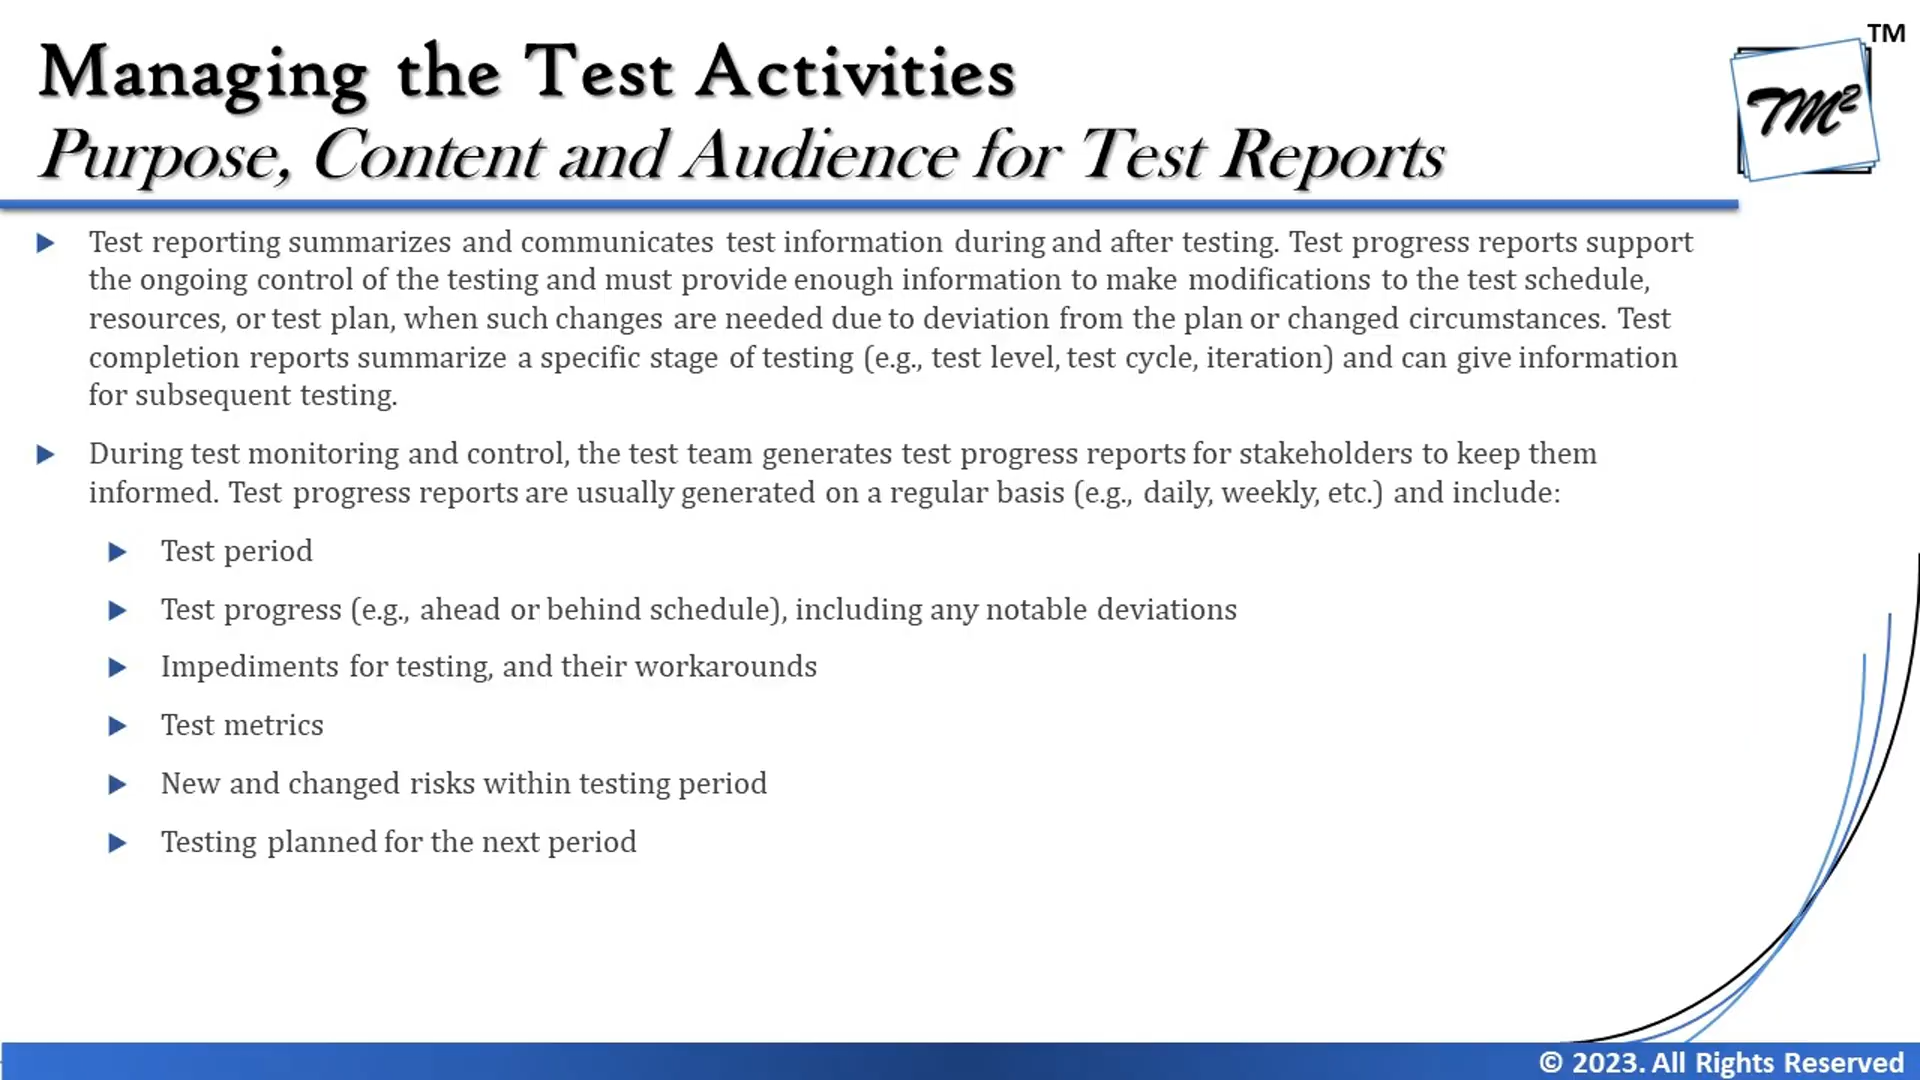 Managing the Test Activities
TM
TM²
Purpose, Content and Audience for Test Reports
Test reporting summarizes and communicates test information during and after testing. Test progress reports support
the ongoing control of the testing and must provide enough information to make modifications to the test schedule,
resources, or test plan, when such changes are needed due to deviation from the plan or changed circumstances. Test
completion reports summarize a specific stage of testing (e.g., test level, test cycle, iteration) and can give information
for subsequent testing.
During test monitoring and control, the test team generates test progress reports for stakeholders to keep them
informed. Test progress reports are usually generated on a regular basis (e.g., daily, weekly, etc.) and include:
Test period
Test progress (e.g., ahead or behind schedule), including any notable deviations
Impediments for testing, and their workarounds
Test metrics
New and changed risks within testing period
Testing planned for the next period
© 2023. All Rights Reserved